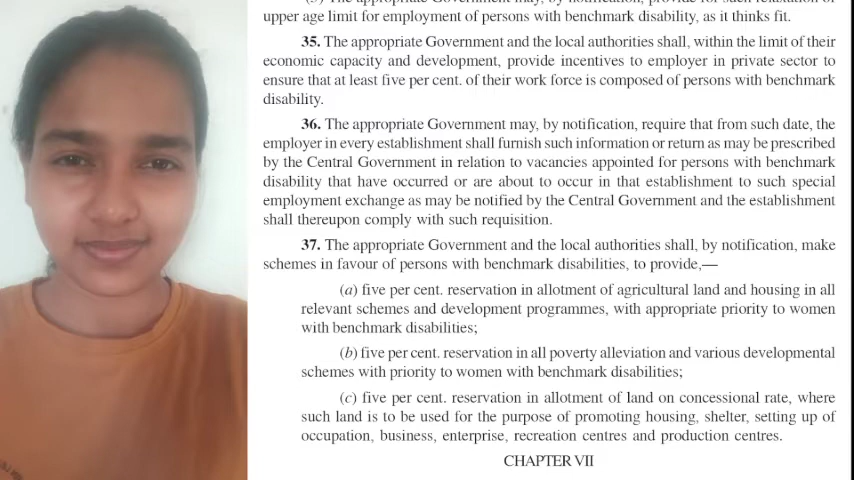 upper age limit for employment of persons with benchmark disability, as it thinks fit.
35. The appropriate Government and the local authorities shall, within the limit of their
economic capacity and development, provide incentives to employer in private sector to
ensure that at least five per cent. of their work force is composed of persons with benchmark
disability.
36. The appropriate Government may, by notification, require that from such date, the
employer in every establishment shall furnish such information or return as may be prescribed
by the Central Government in relation to vacancies appointed for persons with benchmark
disability that have occurred or are about to occur in that establishment to such special
employment exchange as may be notified by the Central Government and the establishment
shall thereupon comply with such requisition.
37. The appropriate Government and the local authorities shall, by notification, make
schemes in favour of persons with benchmark disabilities, to provide,—
(a) five per cent. reservation in allotment of agricultural land and housing in all
relevant schemes and development programmes, with appropriate priority to women
with benchmark disabilities;
(b) five per cent. reservation in all poverty alleviation and various developmental
schemes with priority to women with benchmark disabilities;
(c) five per cent. reservation in allotment of land on concessional rate, where
such land is to be used for the purpose of promoting housing, shelter, setting up of
occupation, business, enterprise, recreation centres and production centres.
CHAPTER VII